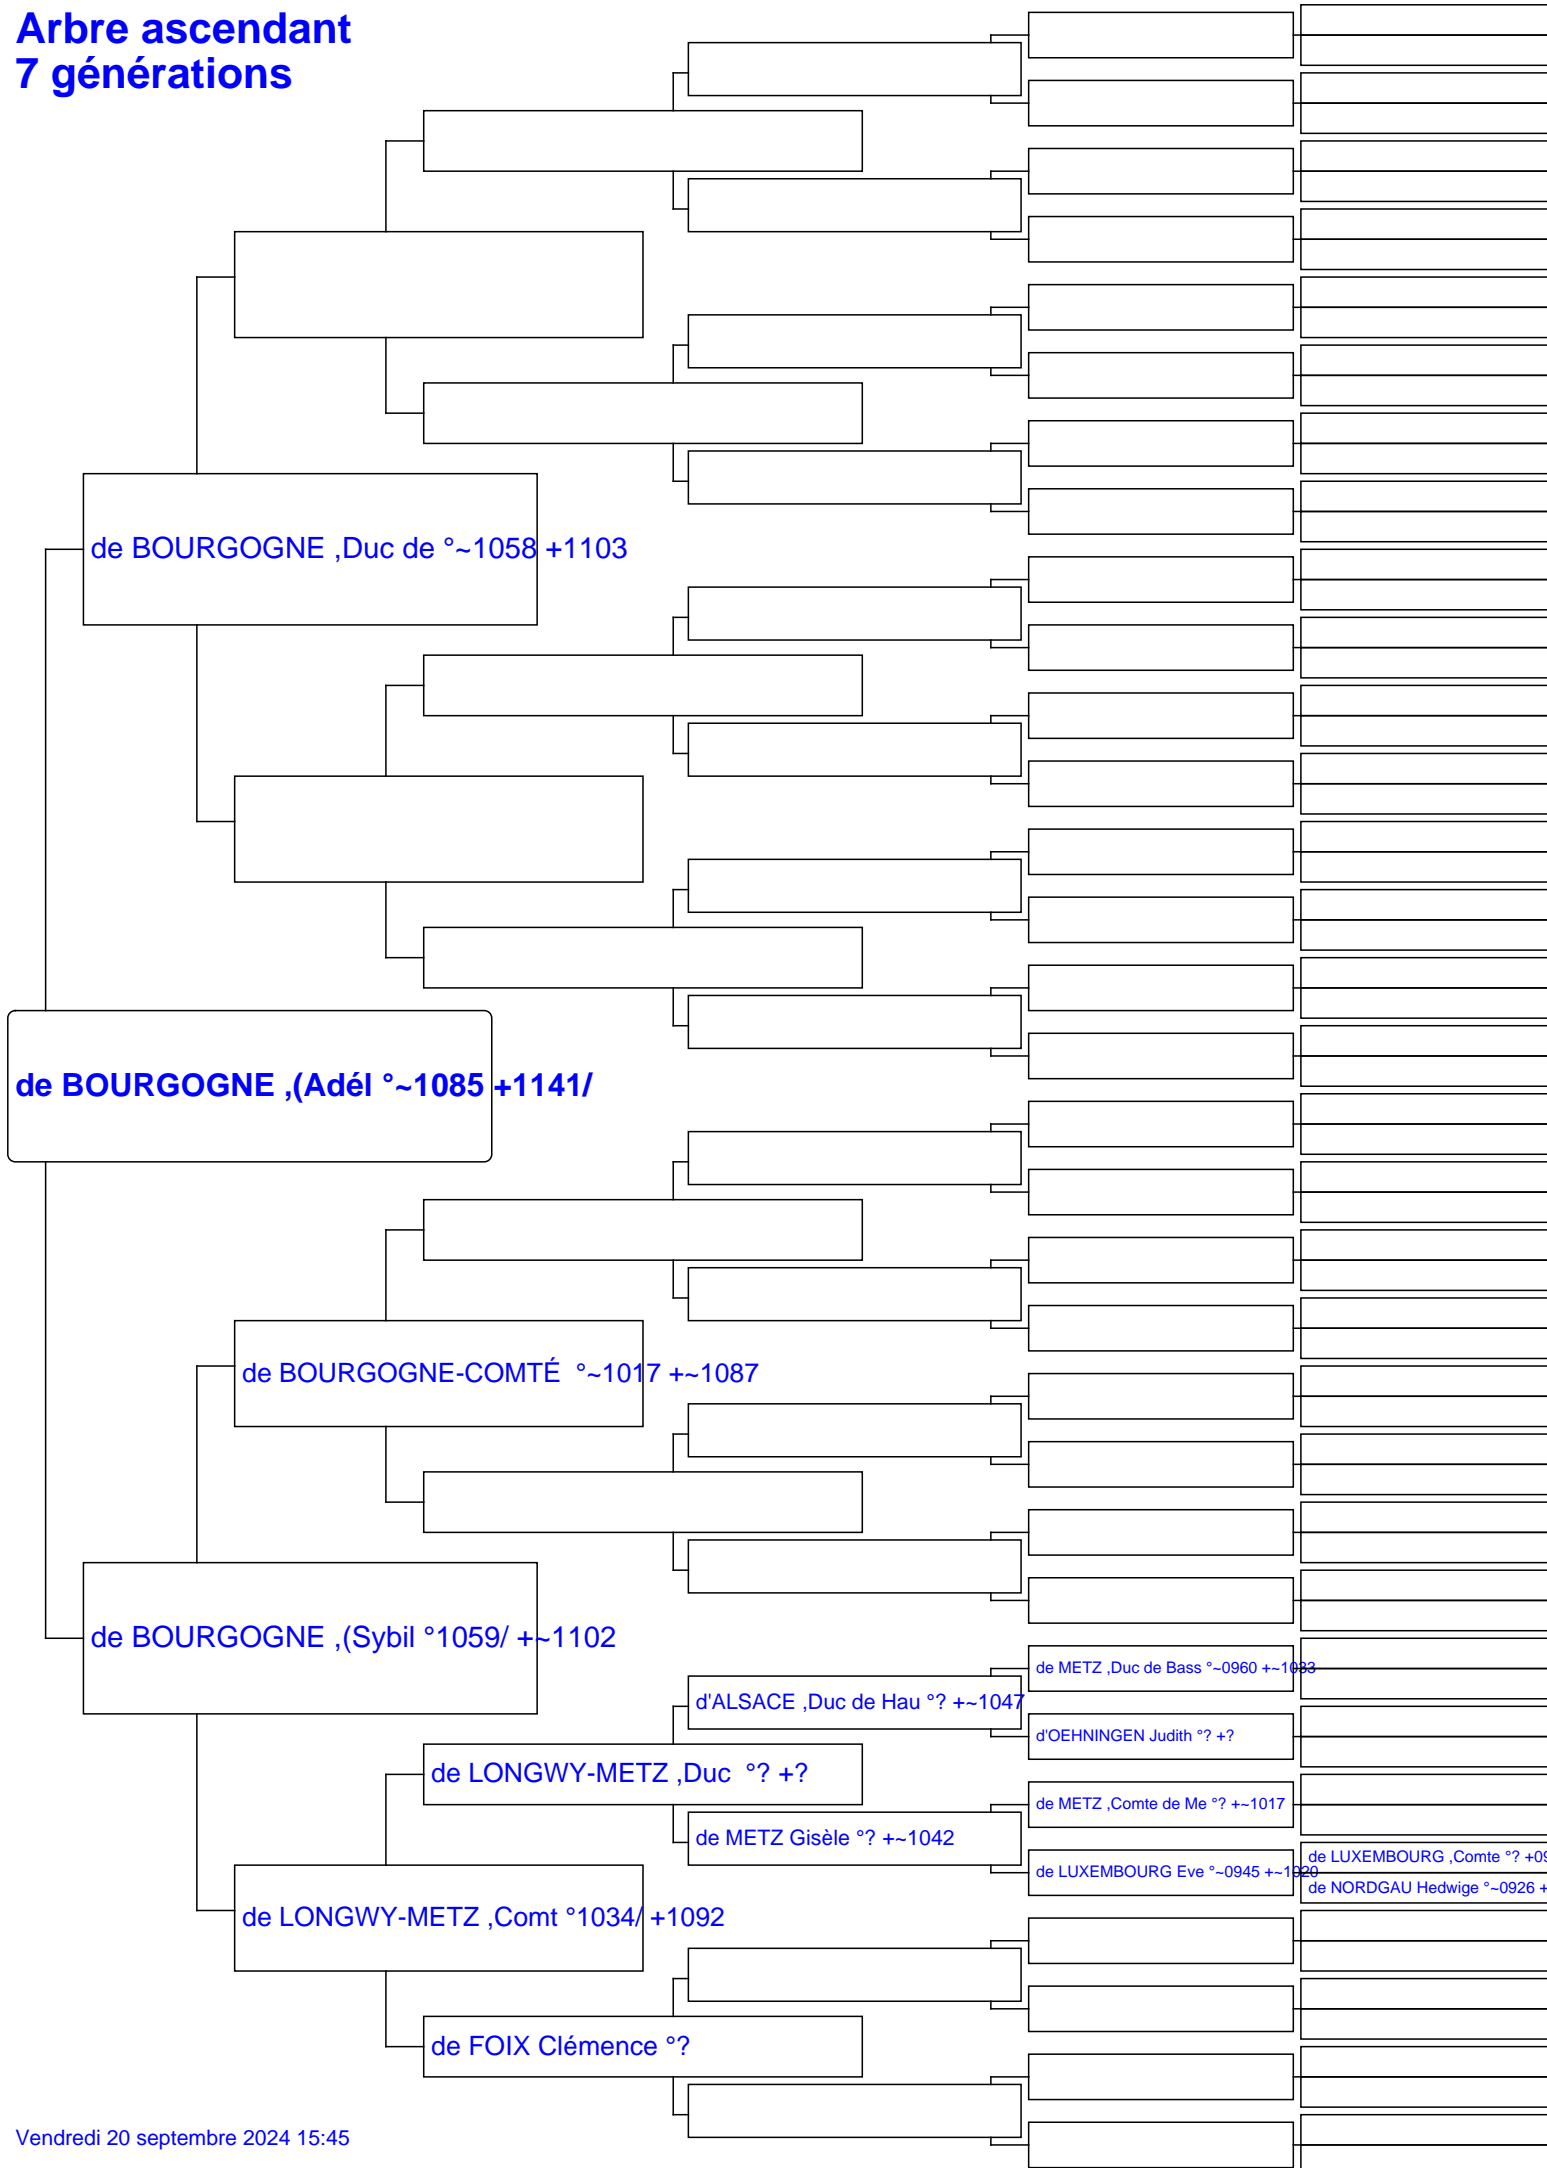 Arbre ascendant
7 générations
de BOURGOGNE ,Duc de °~1058 +1103
de BOURGOGNE ,(Adél °~1085 +1141/
de BOURGOGNE-COMTÉ  °~1017 +~1087
de BOURGOGNE ,(Sybil °1059/ +~1102
de METZ ,Duc de Bass °~0960 +~1033
d'ALSACE ,Duc de Hau °? +~1047
d'OEHNINGEN Judith °? +?
de LONGWY-METZ ,Duc  °? +?
de METZ ,Comte de Me °? +~1017
de METZ Gisèle °? +~1042
de LUXEMBOURG ,Comte °? +09
de LUXEMBOURG Eve °~0945 +~1020
de NORDGAU Hedwige °~0926 +
de LONGWY-METZ ,Comt °1034/ +1092
de FOIX Clémence °?
Vendredi 20 septembre 2024 15:45